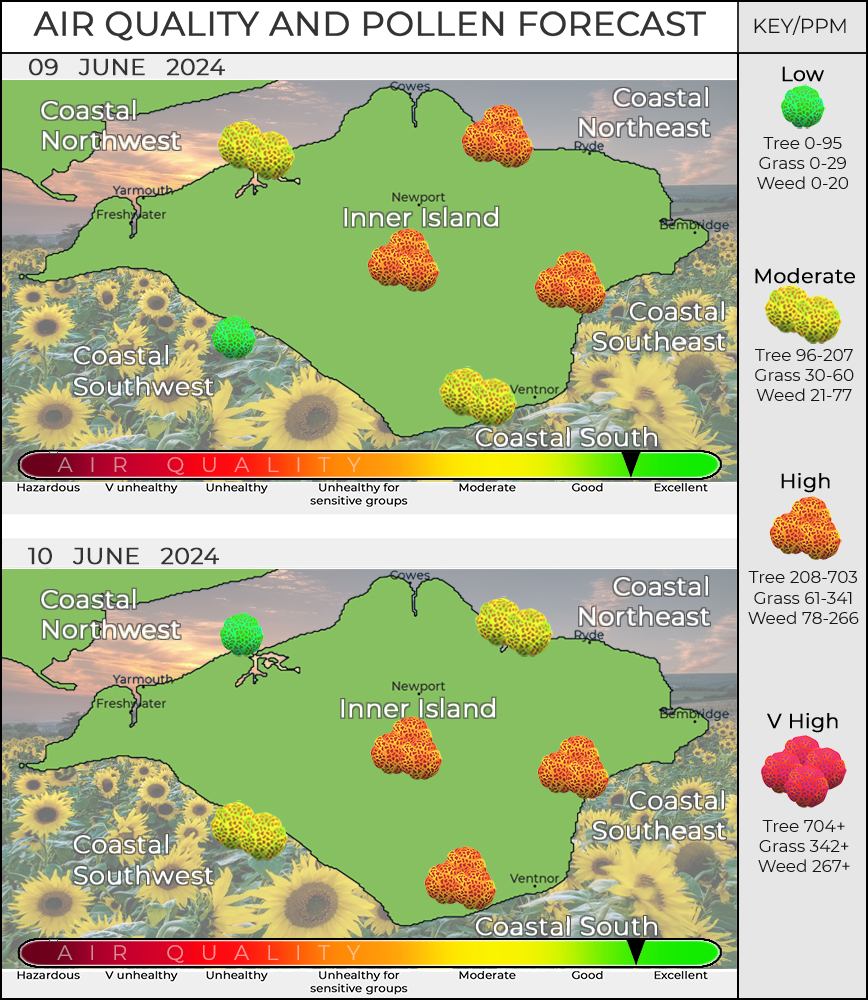 AIR QUALITY AND POLLEN FORECAST
KEY/PPM
09 JUNE 2024
Cowes
Coastal
Northwest
Coastal
Northeast
Ryde
Yarmouth
Freshwater
Newport
Inner Island
Bembridge
Coastal
Southeast
Coastal
Southwest
Ventnor
Coastal South
AIR QUALITY
Hazardous
V unhealthy
Unhealthy
Unhealthy for
sensitive groups
Moderate
Good
Excellent
10 JUNE 2024
Cowes
Coastal
Northwest
Coastal
Northeast
Ryde
Yarmouth
Freshwater
Newport
Inner Island
Bembridge
Coastal
Southeast
Coastal
Southwest
Ventnor
Coastal South
AIR QUALITY
Hazardous
V unhealthy
Unhealthy
Unhealthy for
sensitive groups
Moderate
Good
Excellent
Low
Tree 0-95
Grass 0-29
Weed 0-20
Moderate
Tree 96-207
Grass 30-60
Weed 21-77
High
Tree 208-703
Grass 61-341
Weed 78-266
V High
Tree 704+
Grass 342+
Weed 267+